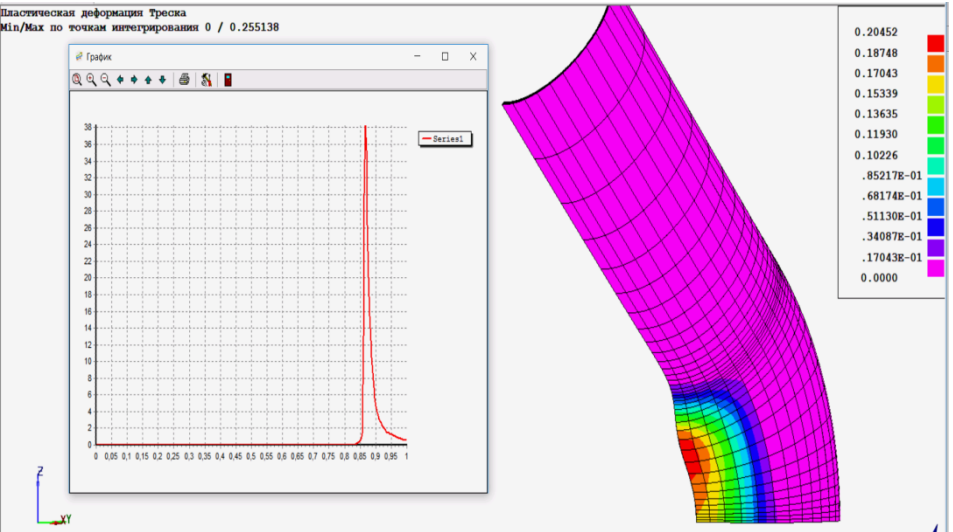 Пластическая деформация Треска
Min/Max по точкам интегрирования 0 / 0.255138
График
Series1
38
36
34
32
30
28
26
24
22
20
18
16
14
12
10
8
6
4
2
0
0 0,05 0,1 0,15 0,2 0,25 0,3 0,35 0,4 0,45 0,5 0,55 0,6 0,65 0,7 0,75 0,8 0,85 0,9 0,95 1
Z
XY
0.20452
0.18748
0.17043
0.15339
0.13635
0.11930
0.10226
.85217E-01
.68174E-01
.51130E-01
.34087E-01
.17043E-01
0.0000